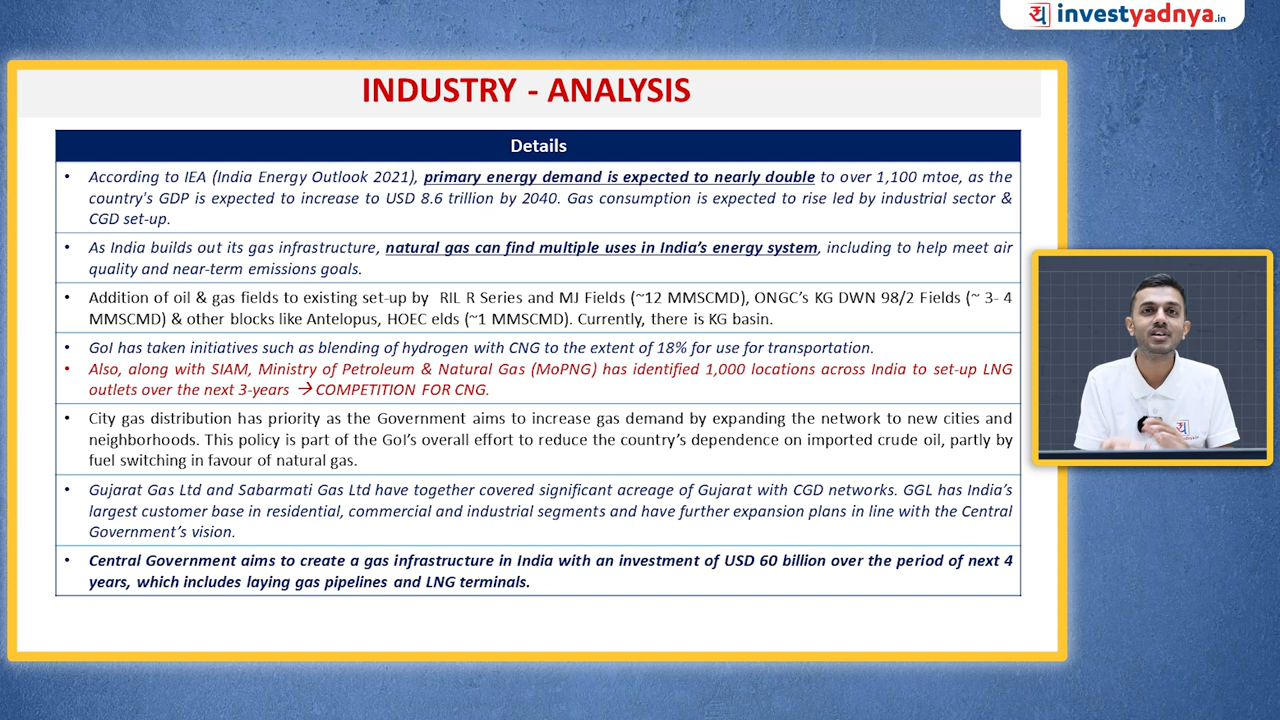 investyadnya.in
INDUSTRY - ANALYSIS
Details
• According to IEA (India Energy Outlook 2021), primary energy demand is expected to nearly double to over 1,100 mtoe, as the
country's GDP is expected to increase to USD 8.6 trillion by 2040. Gas consumption is expected to rise led by industrial sector &
CGD set-up.
• As India builds out its gas infrastructure, natural gas can find multiple uses in India's energy system, including to help meet air
quality and near-term emissions goals.
• Addition of oil & gas fields to existing set-up by RIL R Series and MJ Fields (~12 MMSCMD), ONGC's KG DWN 98/2 Fields (~ 3- 4
MMSCMD) & other blocks like Antelopus, HOEC elds (~1 MMSCMD). Currently, there is KG basin.
• GoI has taken initiatives such as blending of hydrogen with CNG to the extent of 18% for use for transportation.
• Also, along with SIAM, Ministry of Petroleum & Natural Gas (MoPNG) has identified 1,000 locations across India to set-up LNG
outlets over the next 3-years → COMPETITION FOR CNG.
• City gas distribution has priority as the Government aims to increase gas demand by expanding the network to new cities and
neighborhoods. This policy is part of the GoI's overall effort to reduce the country's dependence on imported crude oil, partly by
fuel switching in favour of natural gas.
• Gujarat Gas Ltd and Sabarmati Gas Ltd have together covered significant acreage of Gujarat with CGD networks. GGL has India's
largest customer base in residential, commercial and industrial segments and have further expansion plans in line with the Central
Government's vision.
• Central Government aims to create a gas infrastructure in India with an investment of USD 60 billion over the period of next 4
years, which includes laying gas pipelines and LNG terminals.